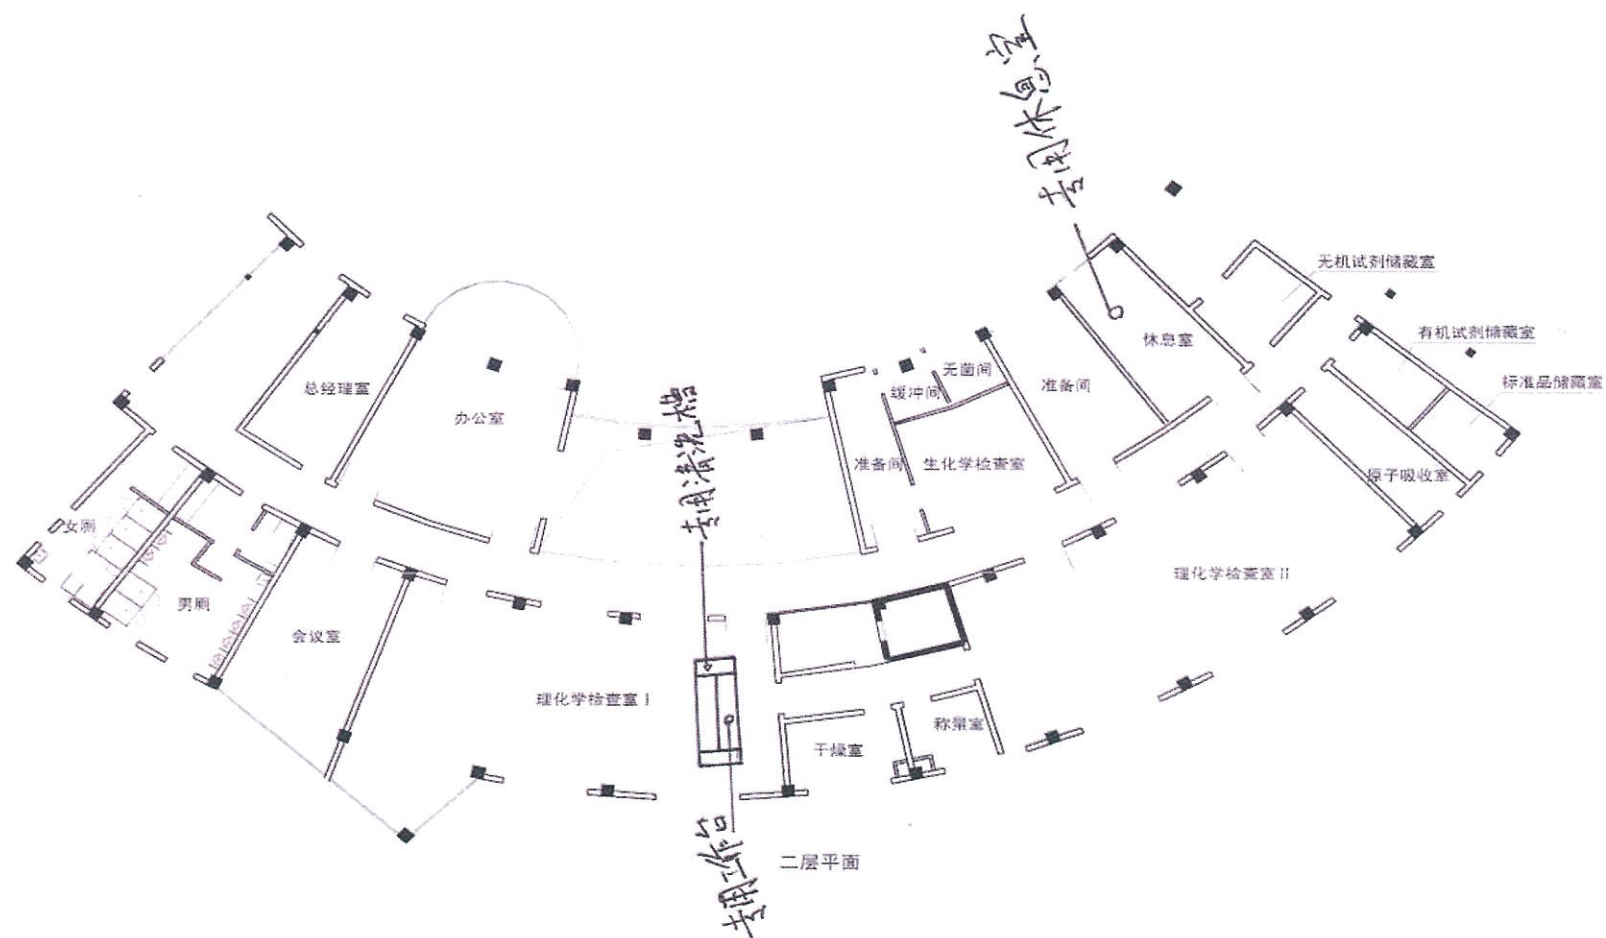 专用休息室
无机试剂储藏室
有机试剂储藏室
标准品储藏室
休息室
无菌间
缓冲间
准备间
总经理室
办公室
专用清洗槽
准备间
生化学检查室
原子吸收室
女厕
男厕
会议室
理化学检查室II
理化学检查室I
称量室
干燥室
专用工作台
二层平面